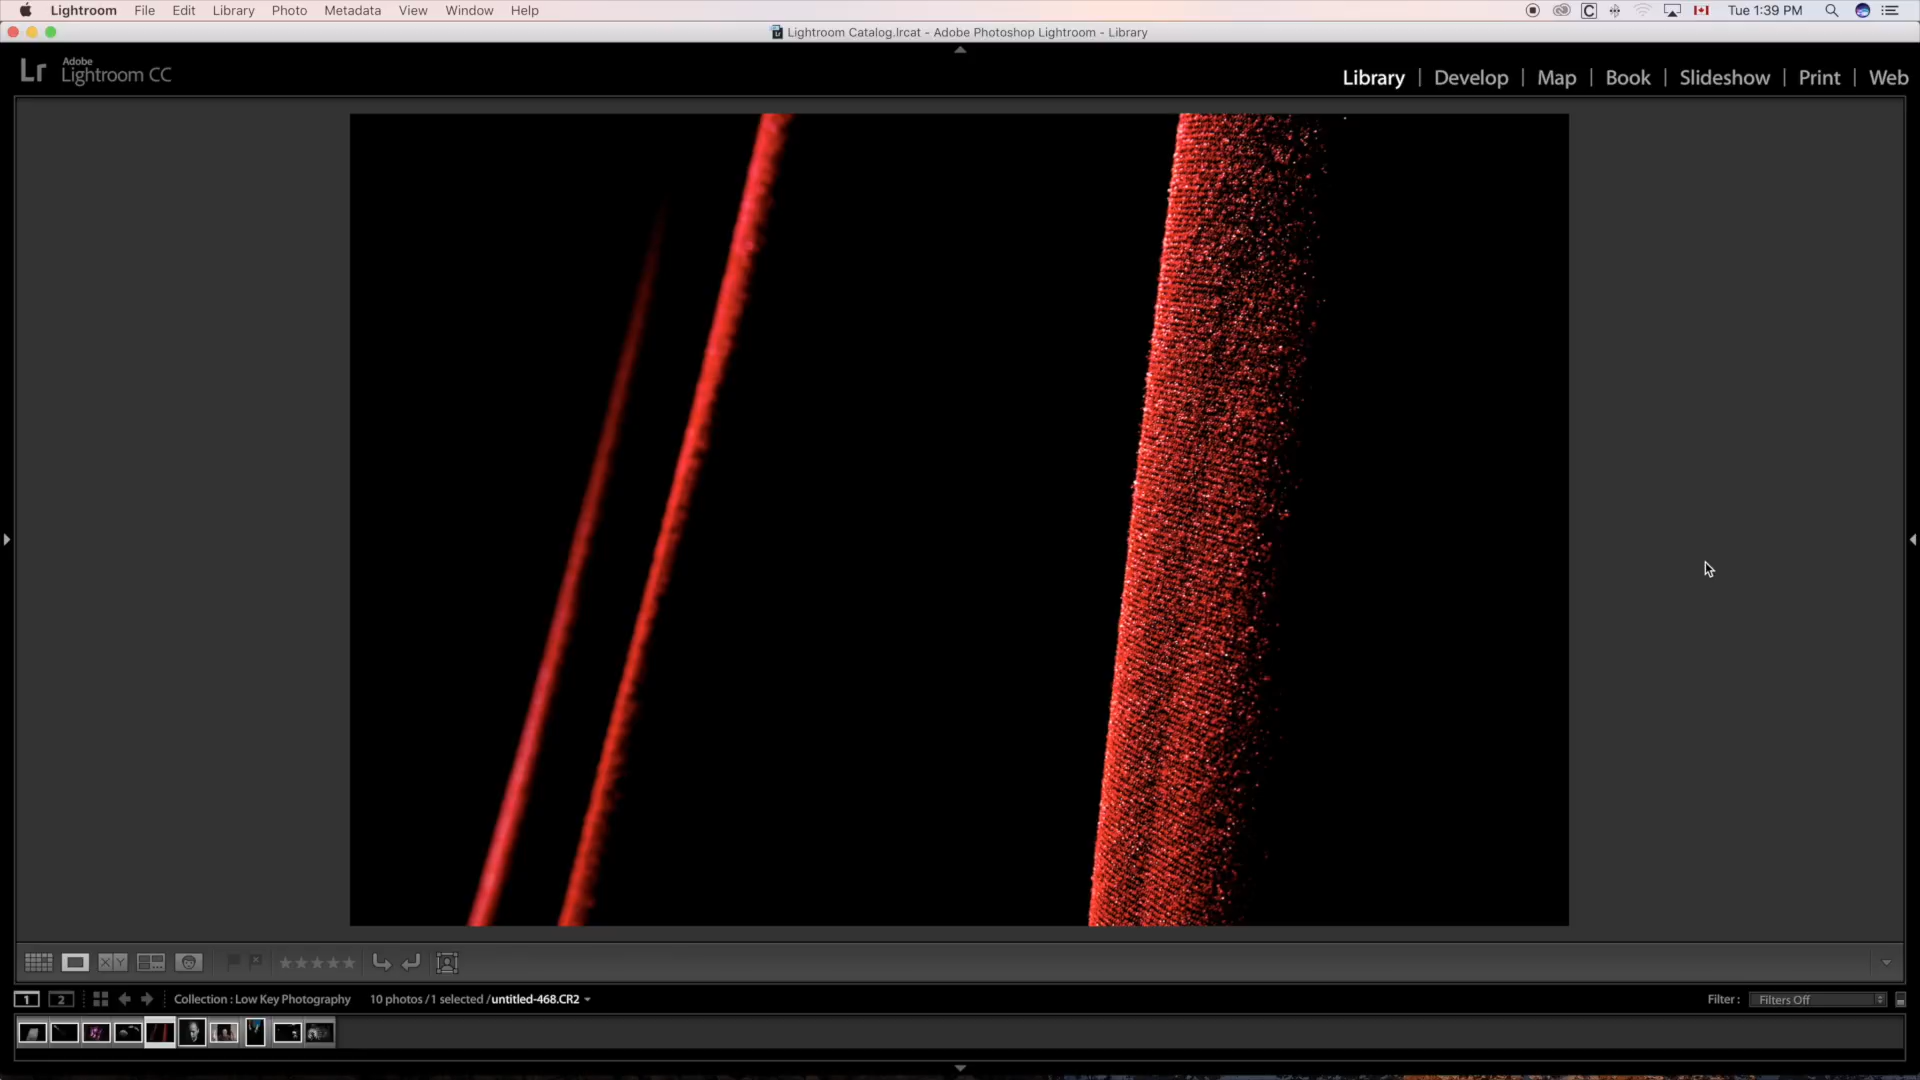 Lightroom File Edit Library Photo Metadata View Window Help Tue 1:39 PM
Lightroom Catalog.lrcat - Adobe Photoshop Lightroom - Library
Lr Adobe
Lightroom CC
Library | Develop | Map | Book | Slideshow | Print | Web
X Y
1 2 Collection : Low Key Photography 10 photos / 1 selected / untitled-468.CR2 Filter : Filters Off